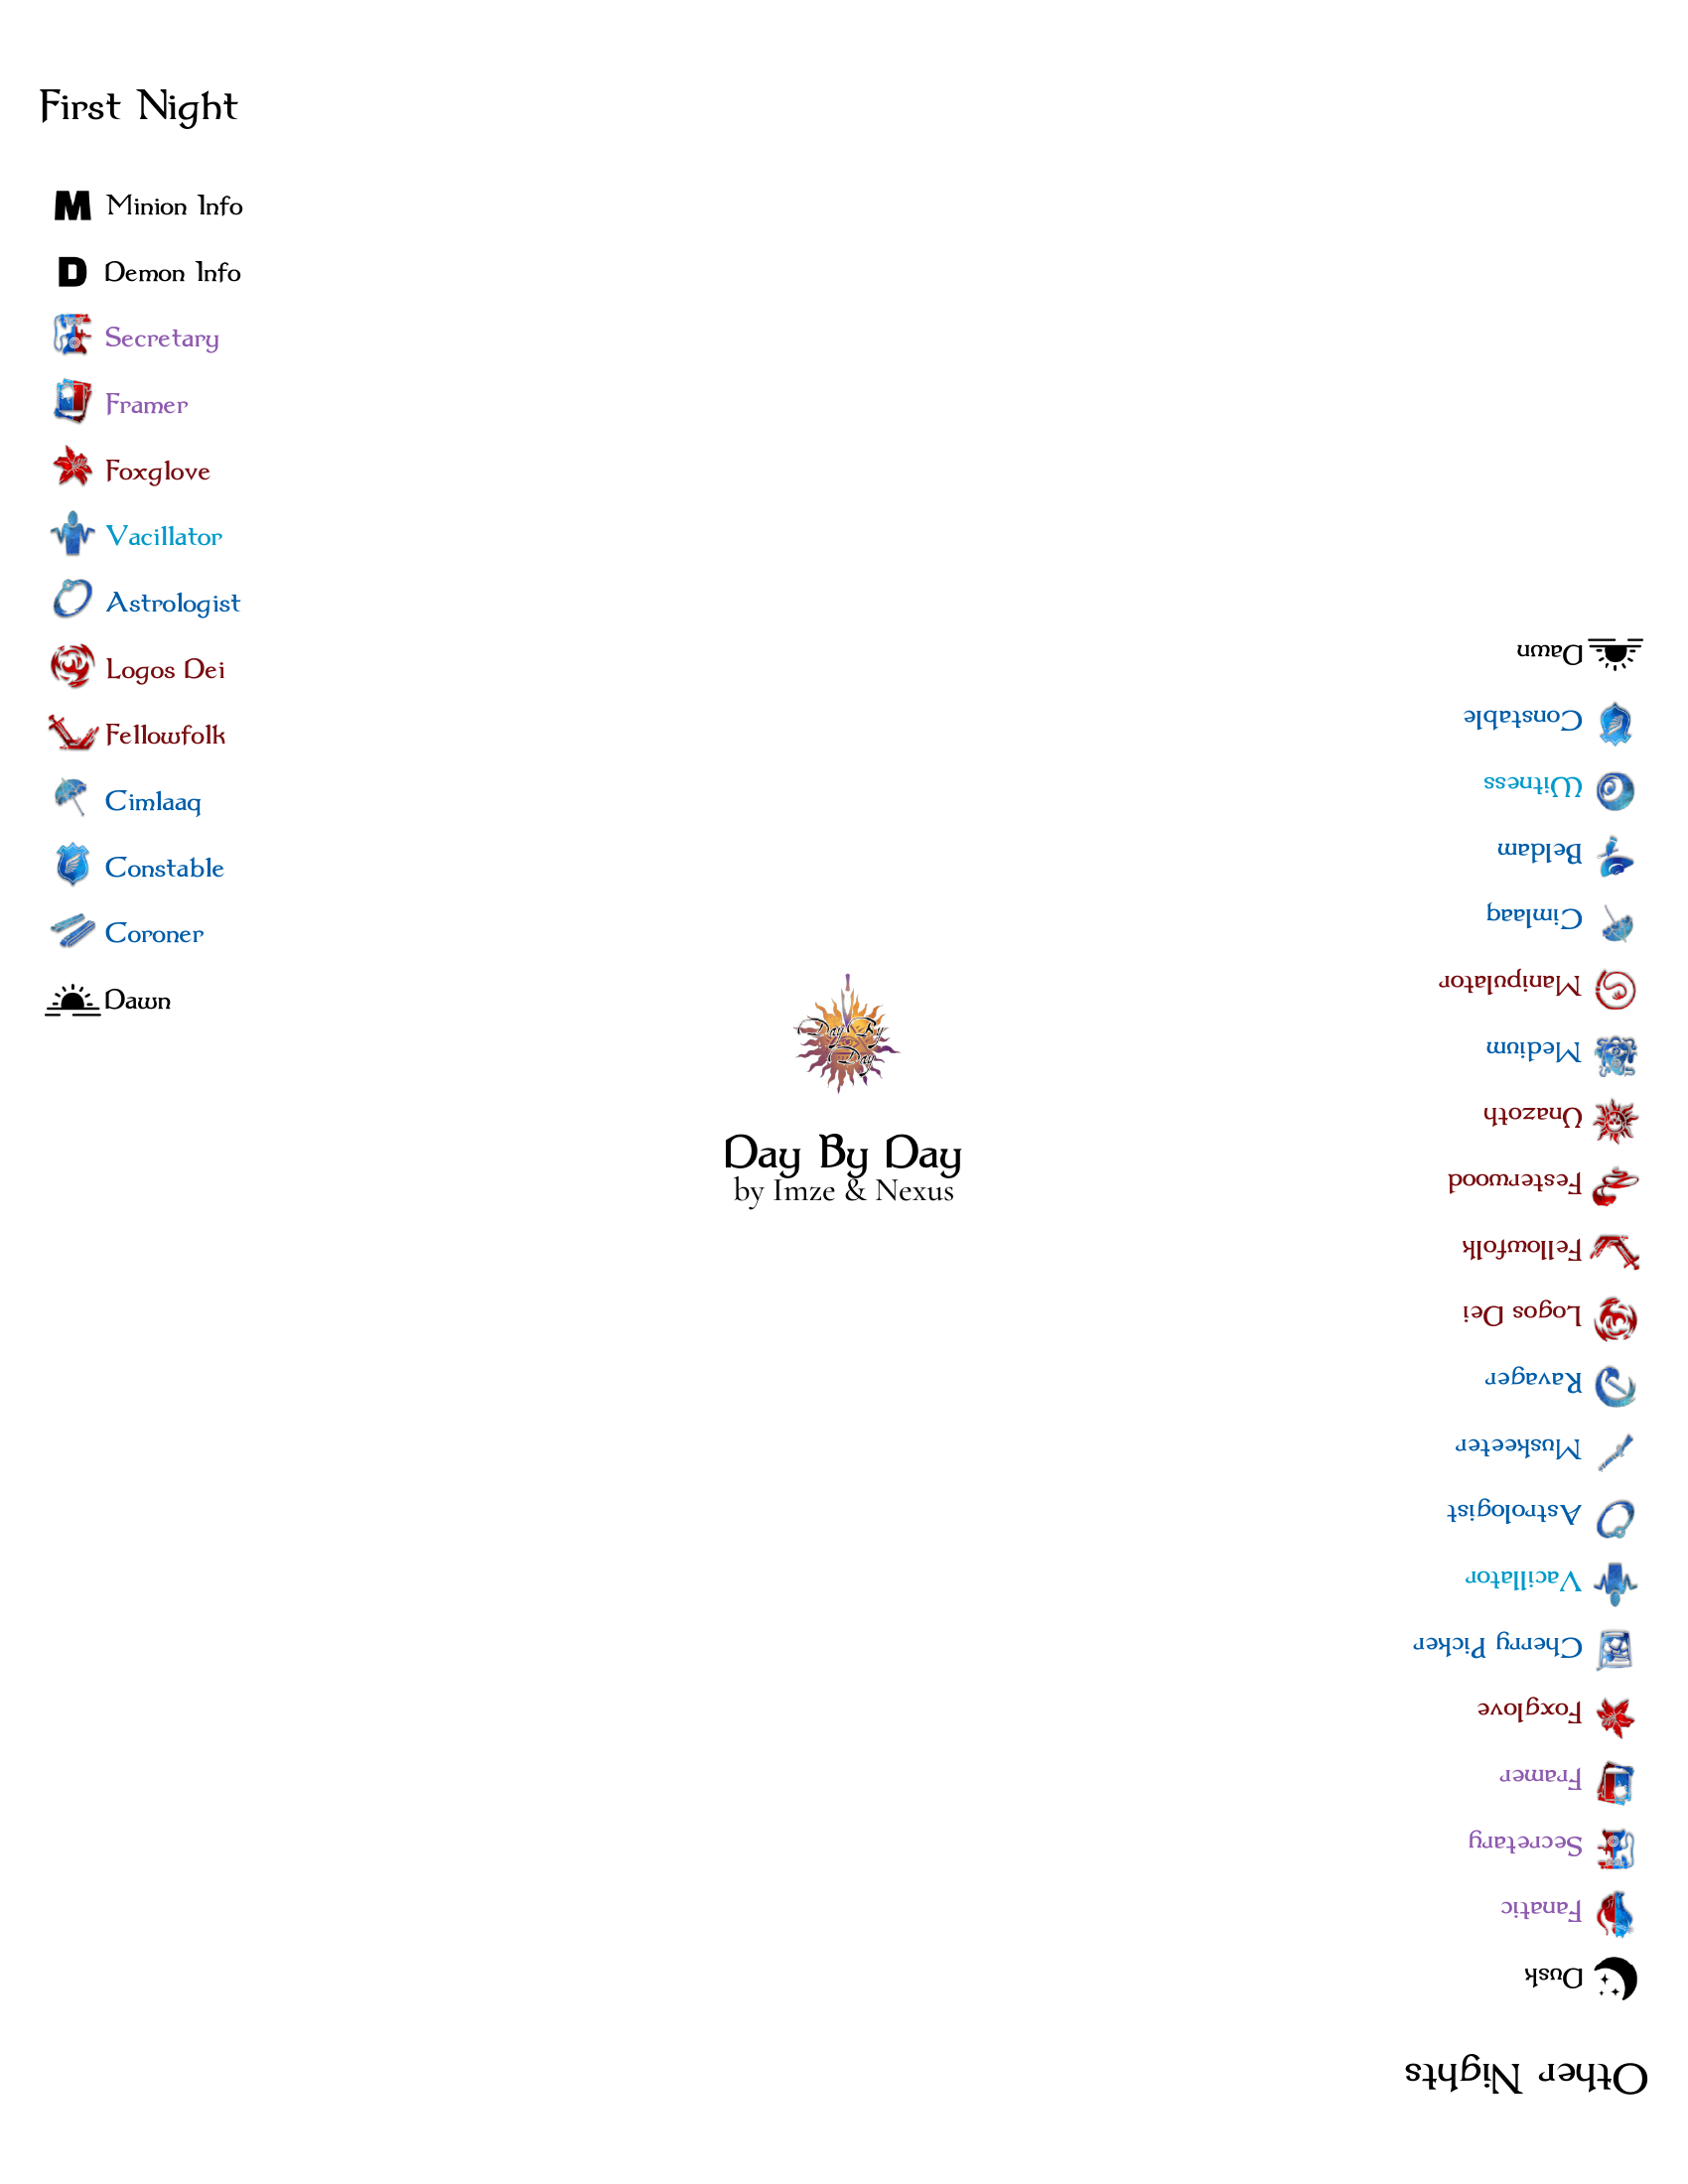 First Night
M Minion Info
D Demon Info
Secretary
Framer
Foxglove
Vacillator
Astrologist
Logos Dei
Fellowfolk
Cimlaaq
Constable
Coroner
Dawn
Day By
Day
Day By Day
by Imze & Nexus
Other Nights
Dusk
Fanatic
Secretary
Framer
Foxglove
Cherry Picker
Vacillator
Astrologist
Musketeer
Ravager
Logos Dei
Fellowfolk
Festerwood
Unazoth
Medium
Manipulator
Cimlaaq
Beldam
Witness
Constable
Dawn